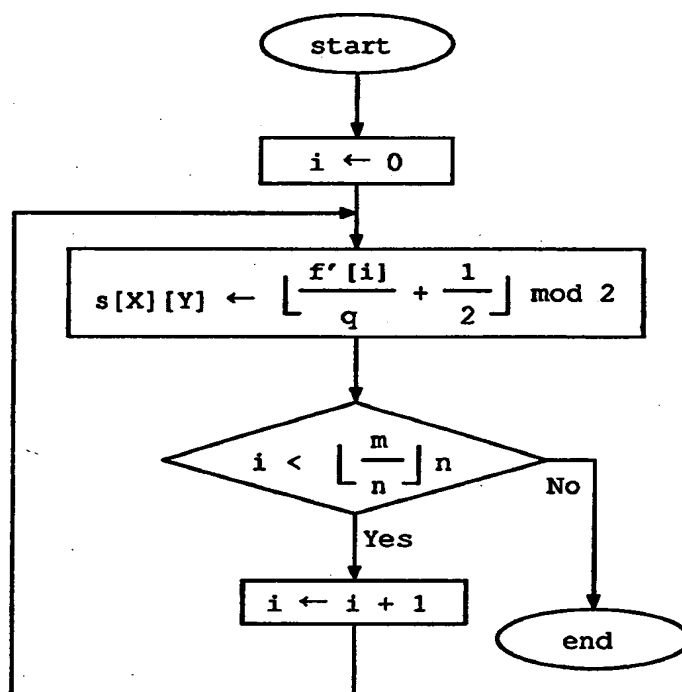 start
i ← 0
s[X][Y] ← ⌊ f'[i] / q + 1 / 2 ⌋ mod 2
i < ⌊ m / n ⌋ n
No
Yes
i ← i + 1
end